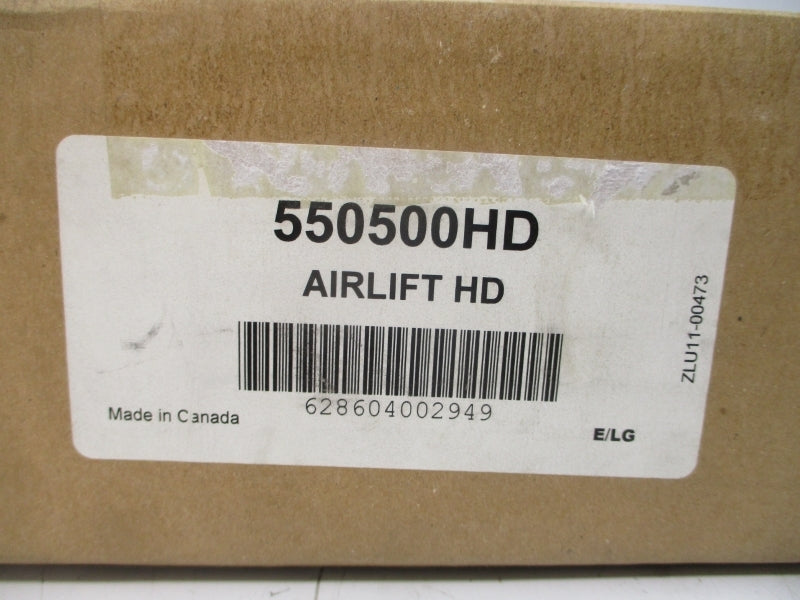 550500HD
AIRLIFT HD
628604002949
Made in Canada
E/LG
ZLU11-00473